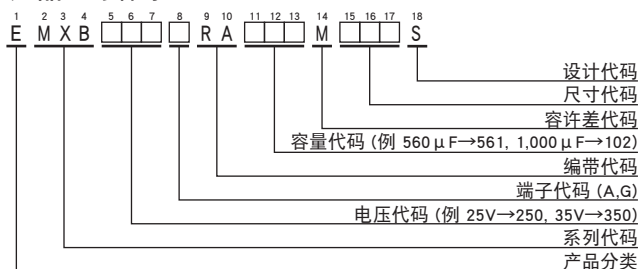 1 2 3 4 5 6 7 8 9 10 11 12 13 14 15 16 17 18
E M X B □□□ □ R A □□□ M □□□ S
设计代码
尺寸代码
容许差代码
容量代码 (例 560μF→561, 1,000μF→102)
编带代码
端子代码 (A,G)
电压代码 (例 25V→250, 35V→350)
系列代码
产品分类